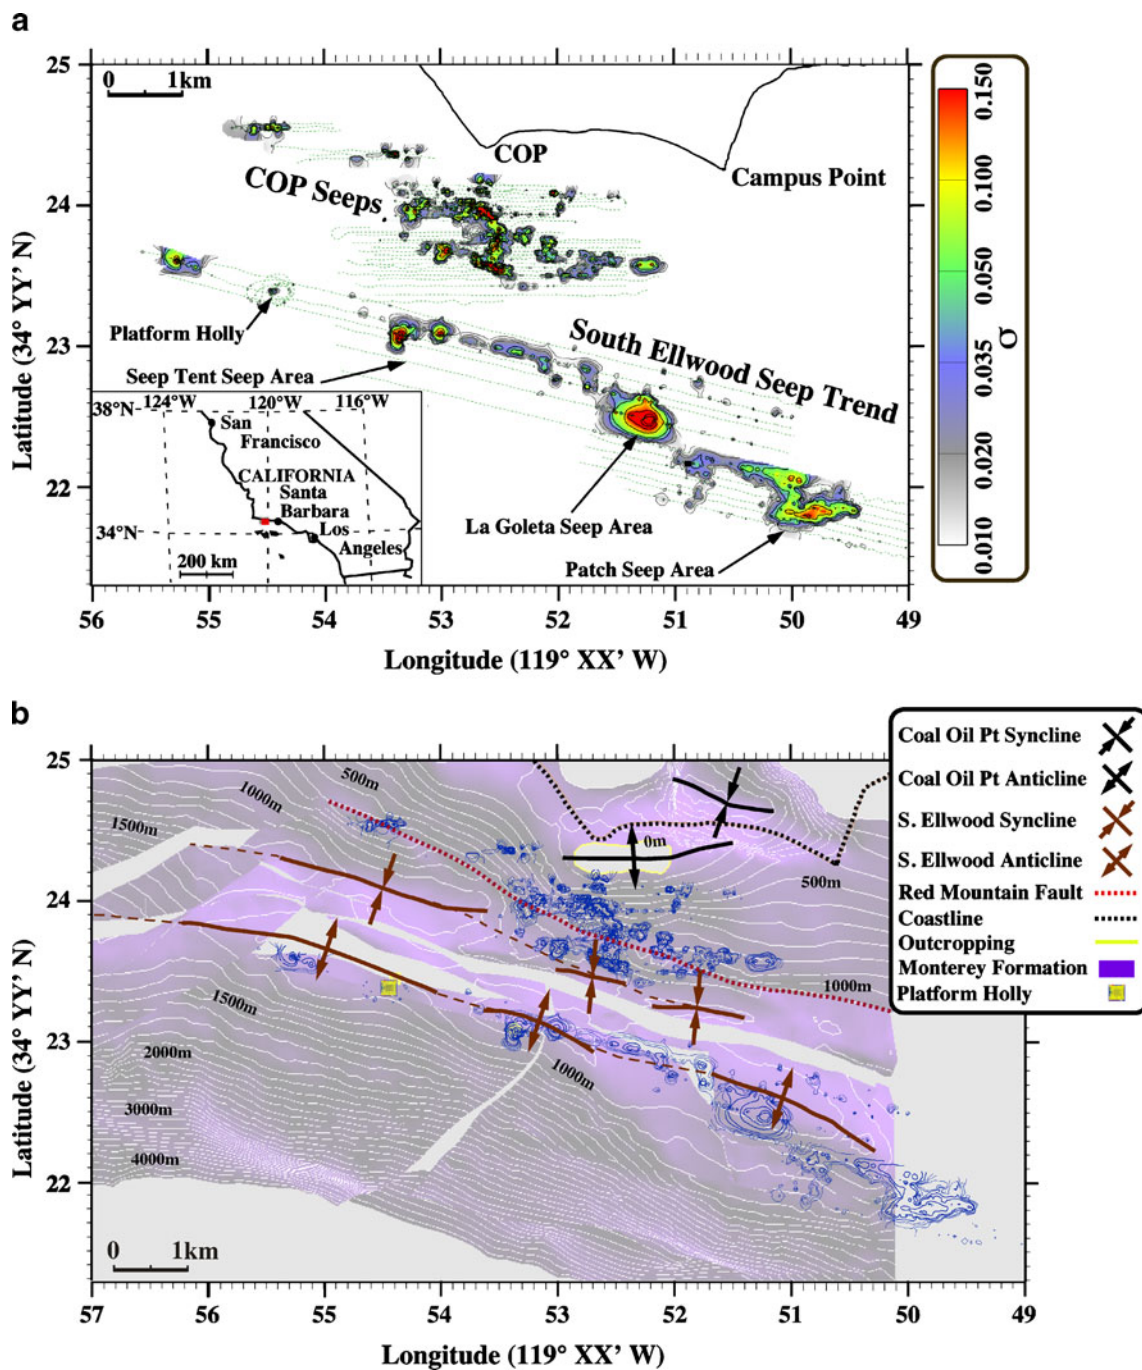 a
25
24
23
22
Latitude (34° YY' N)
0 1km
COP
Campus Point
COP Seeps
Platform Holly
Seep Tent Seep Area
South Ellwood Seep Trend
La Goleta Seep Area
Patch Seep Area
124°W
120°W
116°W
38°N
San
Francisco
CALIFORNIA
Santa
Barbara
34°N
Los
Angeles
200 km
56 55 54 53 52 51 50 49
Longitude (119° XX' W)
0.150
0.100
0.050
0.035
0.020
0.010
σ
b
25
24
23
22
Latitude (34° YY' N)
500m
1000m
1500m
0m
500m
1000m
1500m
2000m
3000m
4000m
1000m
0 1km
57 56 55 54 53 52 51 50 49
Longitude (119° XX' W)
Coal Oil Pt Syncline
Coal Oil Pt Anticline
S. Ellwood Syncline
S. Ellwood Anticline
Red Mountain Fault
Coastline
Outcropping
Monterey Formation
Platform Holly